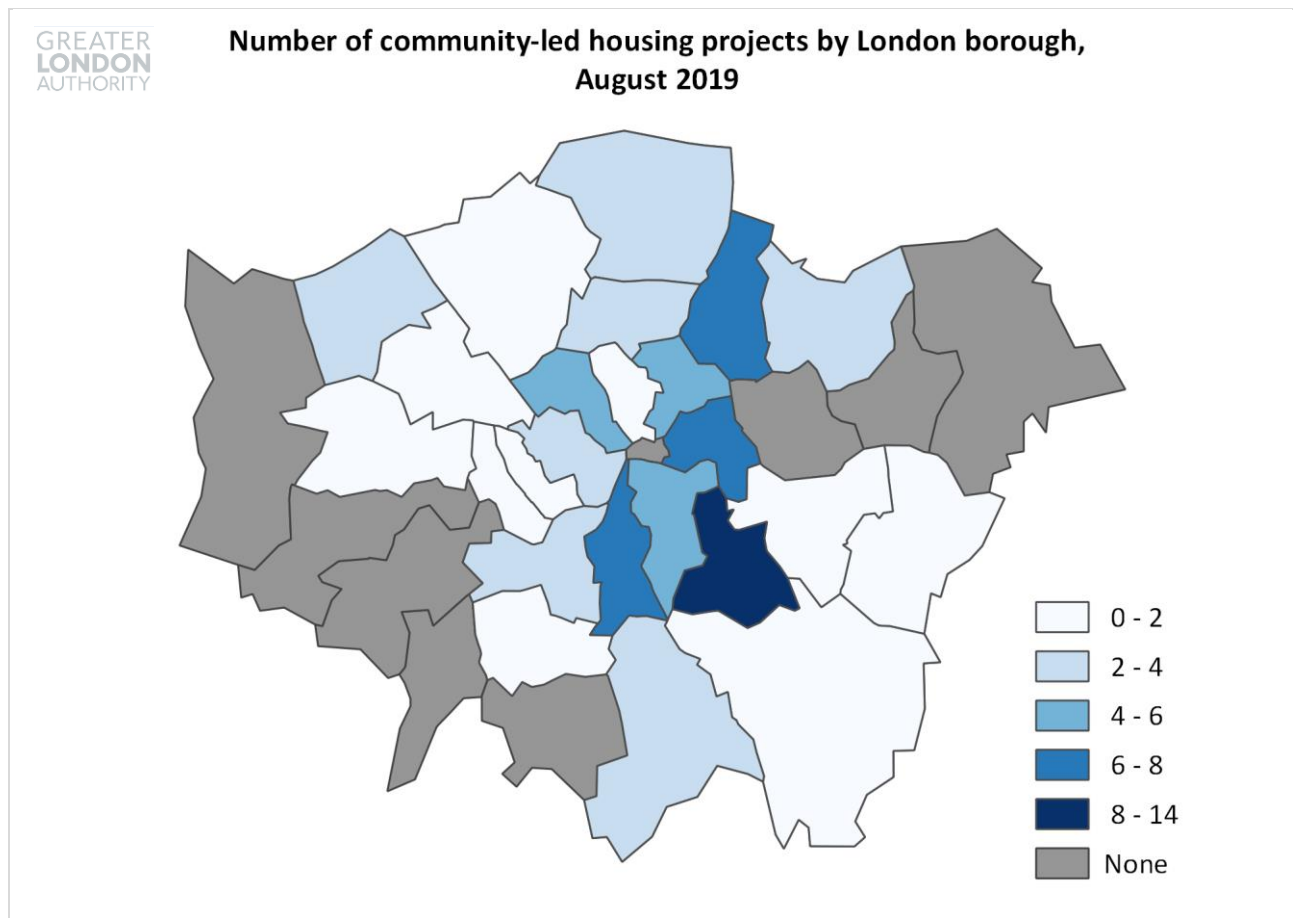 GREATER
LONDON
AUTHORITY
Number of community-led housing projects by London borough,
August 2019
0 - 2
2 - 4
4 - 6
6 - 8
8 - 14
None